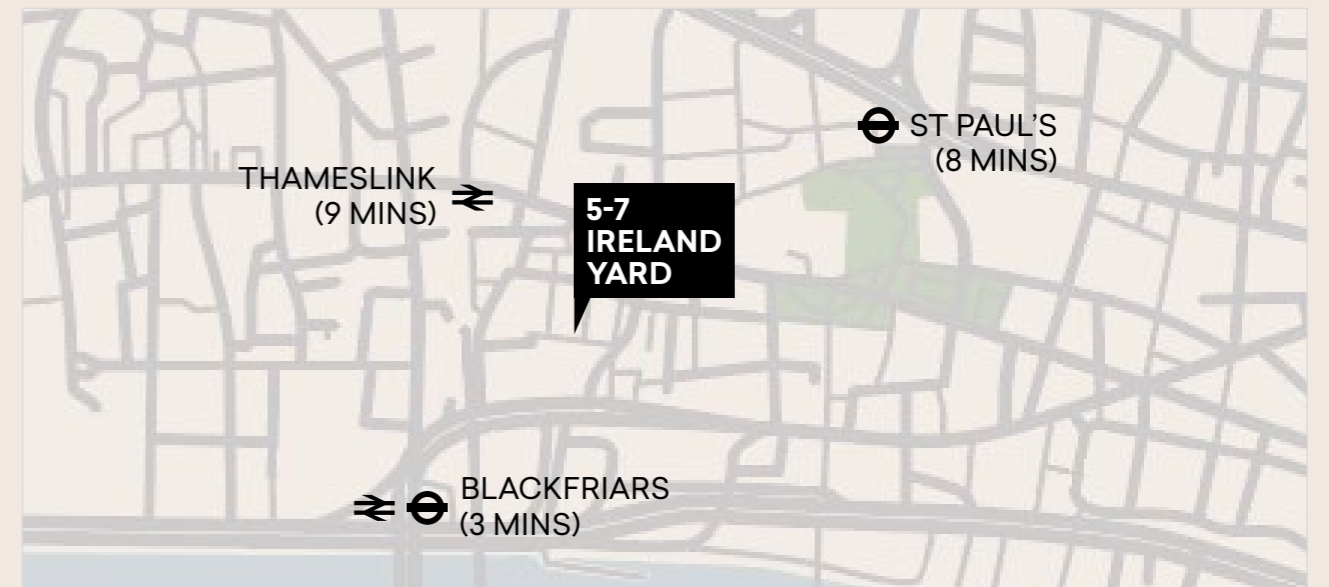 ST PAUL'S
(8 MINS)
THAMESLINK
(9 MINS)
5-7
IRELAND
YARD
BLACKFRIARS
(3 MINS)